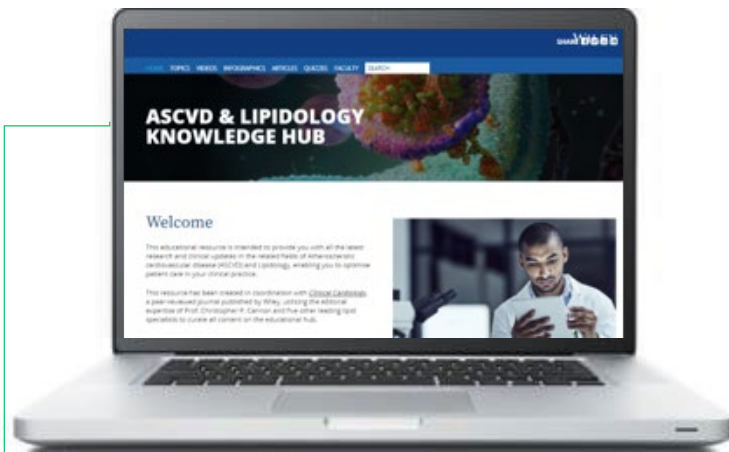 WILEY
SHARE
HOME TOPICS VIDEOS INFOGRAPHICS ARTICLES QUIZZES FACULTY SEARCH
ASCVD & LIPIDOLOGY
KNOWLEDGE HUB
Welcome
This educational resource is intended to provide you with all the latest
research and clinical updates in the related fields of Atherosclerotic
cardiovascular disease (ASCVD) and Lipidology, enabling you to optimise
patient care in your clinical practice.
This resource has been created in coordination with Clinical Cardiology,
a peer-reviewed journal published by Wiley, utilising the editorial
expertise of Prof. Christopher P. Cannon and five other leading lipid
specialists to curate all content on the educational hub.